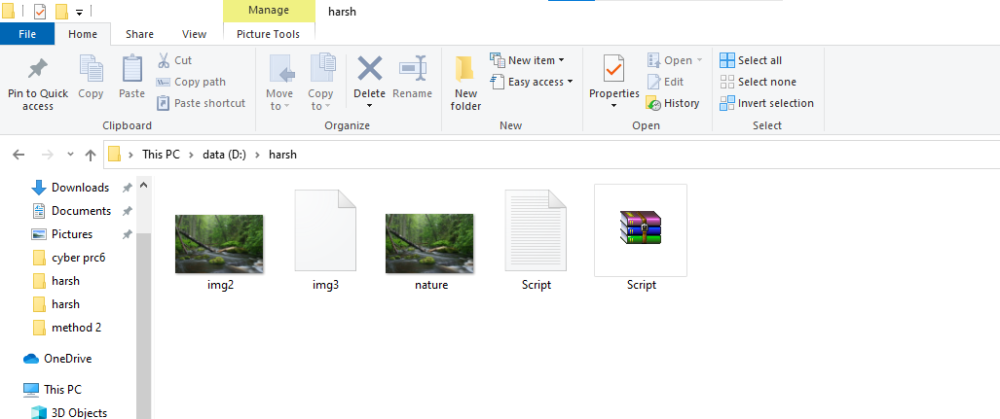 Manage
harsh
File
Home
Share
View
Picture Tools
Pin to Quick
access
Copy
Paste
Cut
Copy path
Paste shortcut
Clipboard
Move
to
Copy
to
Delete
Rename
Organize
New
folder
New item
Easy access
New
Properties
Open
Edit
History
Open
Select all
Select none
Invert selection
Select
This PC
data (D:)
harsh
Downloads
Documents
Pictures
cyber prc6
harsh
harsh
method 2
OneDrive
This PC
3D Objects
img2
img3
nature
Script
Script